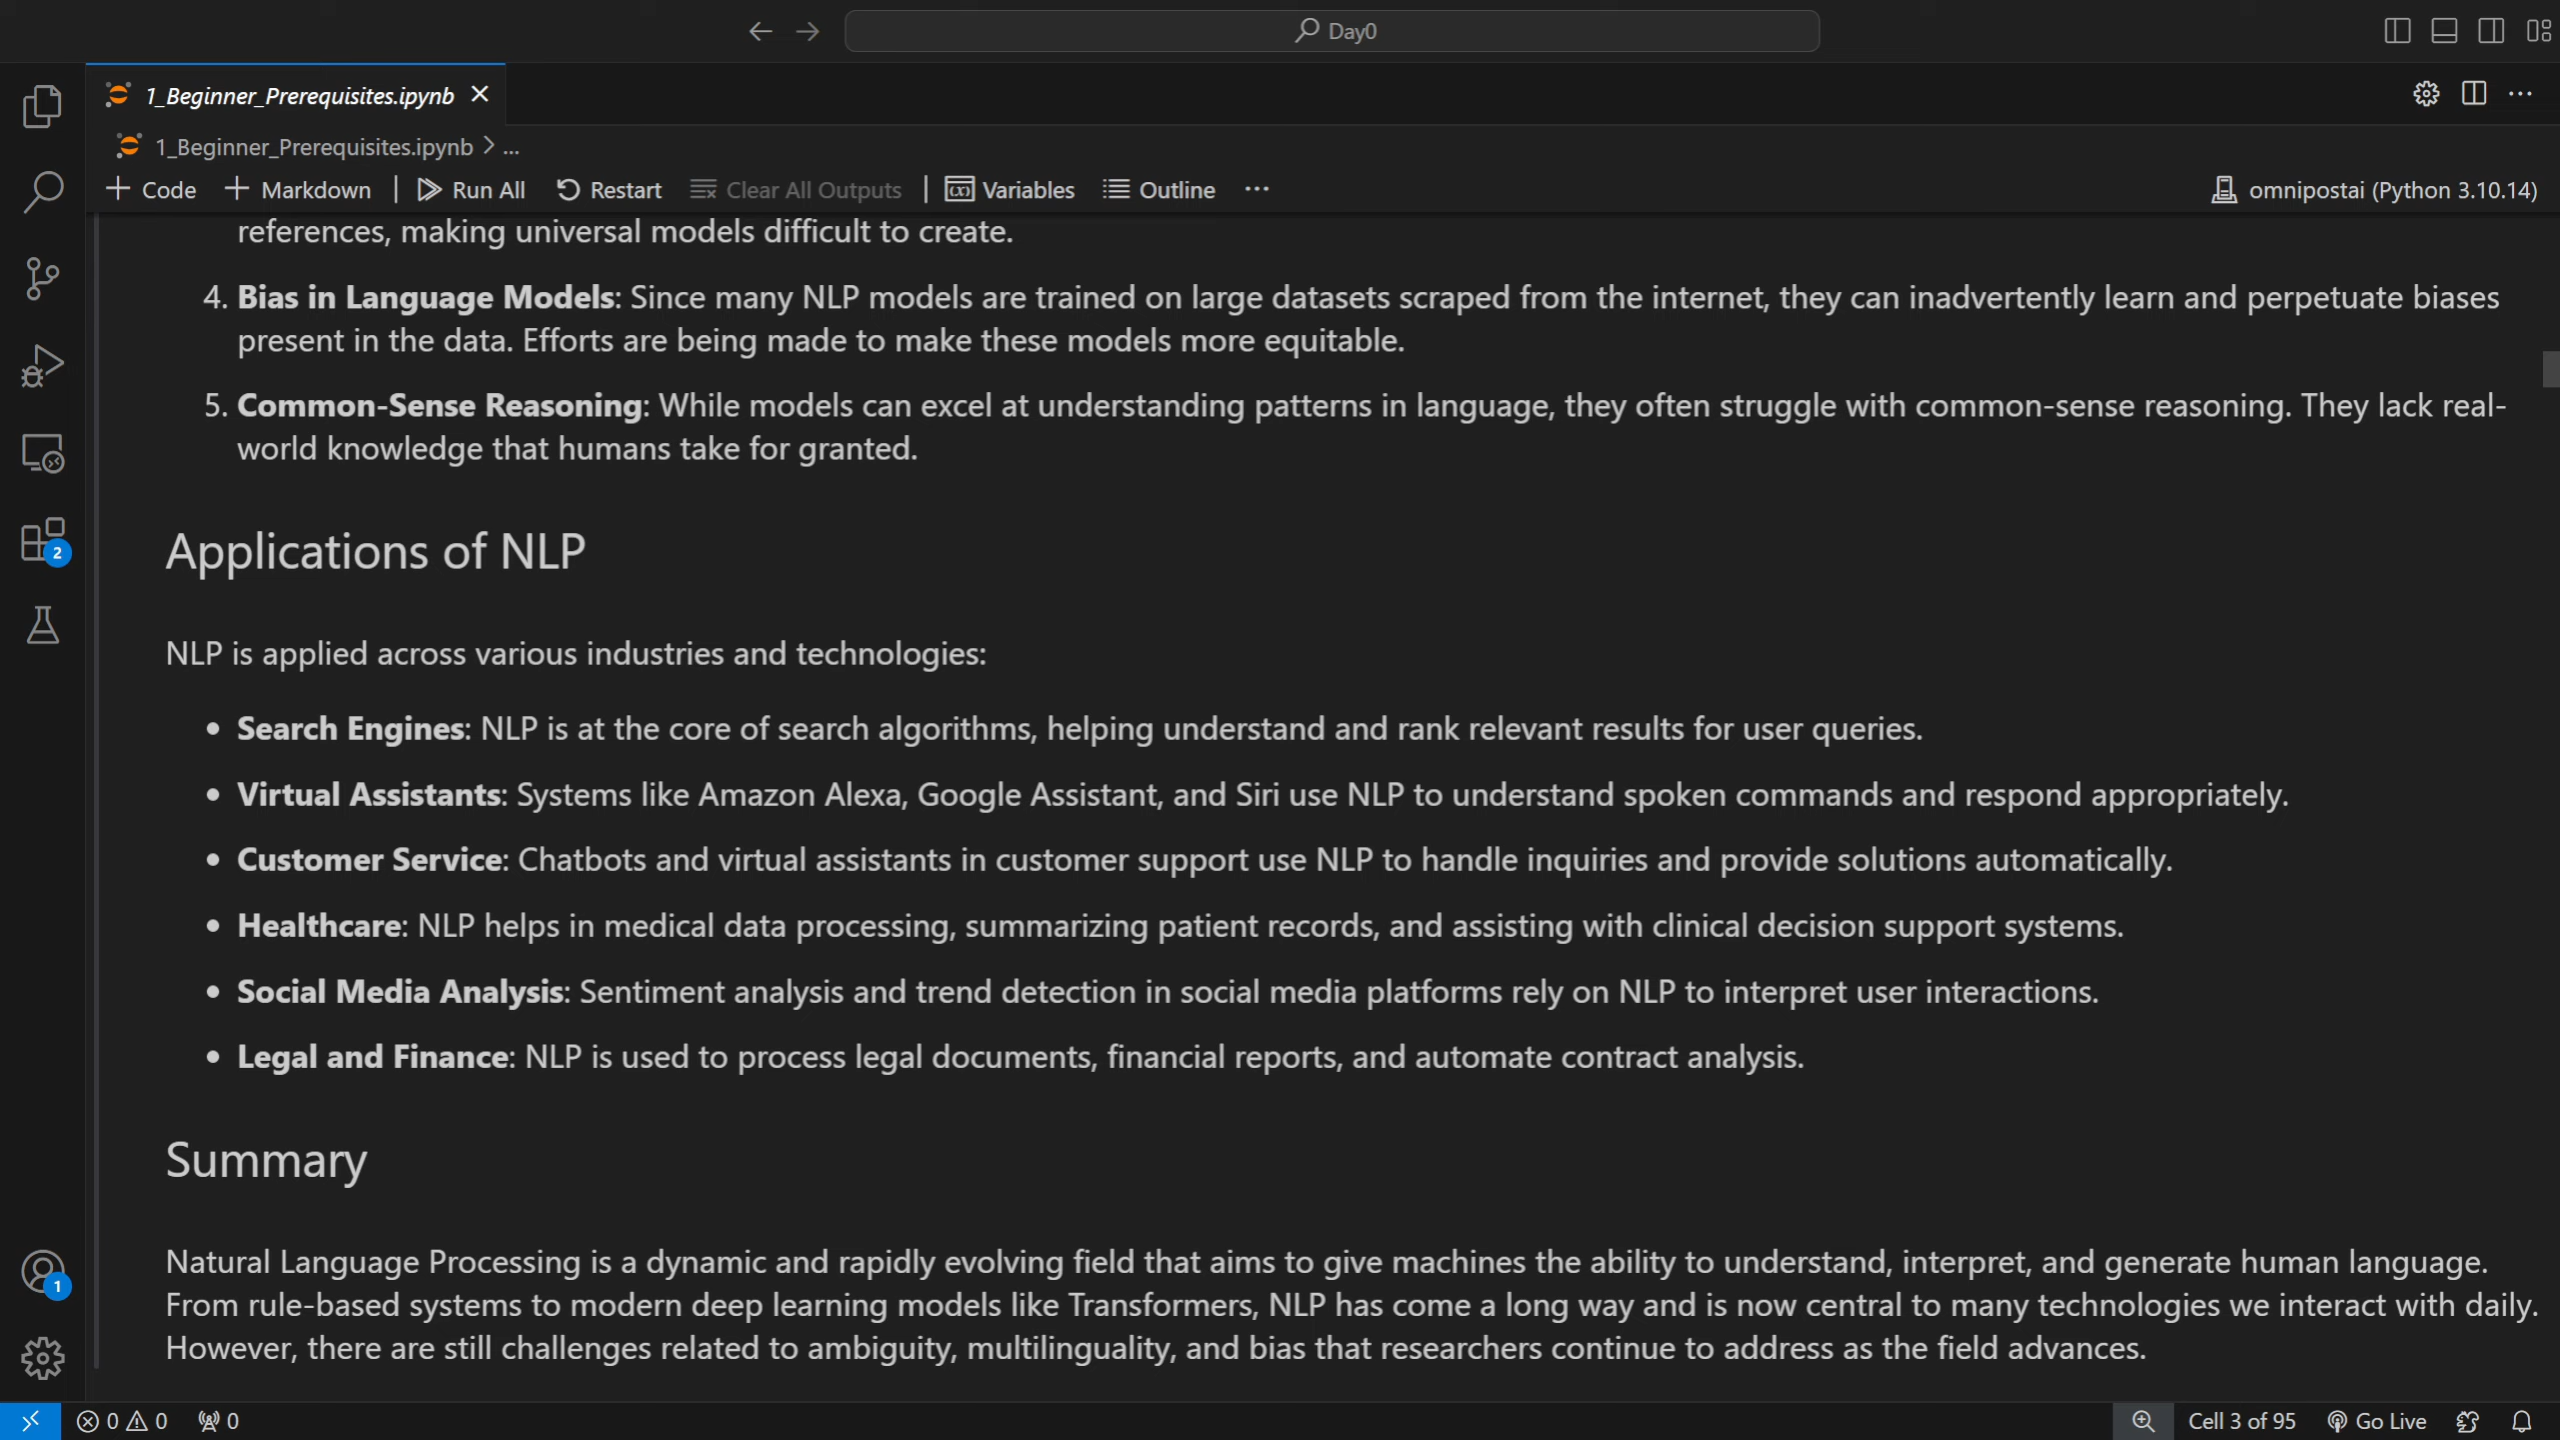 Day0
1_Beginner_Prerequisites.ipynb
1_Beginner_Prerequisites.ipynb > ...
+ Code + Markdown | Run All Restart Clear All Outputs | Variables Outline ... omnipostai (Python 3.10.14)
references, making universal models difficult to create.
4. Bias in Language Models: Since many NLP models are trained on large datasets scraped from the internet, they can inadvertently learn and perpetuate biases
present in the data. Efforts are being made to make these models more equitable.
5. Common-Sense Reasoning: While models can excel at understanding patterns in language, they often struggle with common-sense reasoning. They lack real-
world knowledge that humans take for granted.
Applications of NLP
NLP is applied across various industries and technologies:
• Search Engines: NLP is at the core of search algorithms, helping understand and rank relevant results for user queries.
• Virtual Assistants: Systems like Amazon Alexa, Google Assistant, and Siri use NLP to understand spoken commands and respond appropriately.
• Customer Service: Chatbots and virtual assistants in customer support use NLP to handle inquiries and provide solutions automatically.
• Healthcare: NLP helps in medical data processing, summarizing patient records, and assisting with clinical decision support systems.
• Social Media Analysis: Sentiment analysis and trend detection in social media platforms rely on NLP to interpret user interactions.
• Legal and Finance: NLP is used to process legal documents, financial reports, and automate contract analysis.
Summary
Natural Language Processing is a dynamic and rapidly evolving field that aims to give machines the ability to understand, interpret, and generate human language.
From rule-based systems to modern deep learning models like Transformers, NLP has come a long way and is now central to many technologies we interact with daily.
However, there are still challenges related to ambiguity, multilinguality, and bias that researchers continue to address as the field advances.
2
1
0 0 0 Cell 3 of 95 Go Live